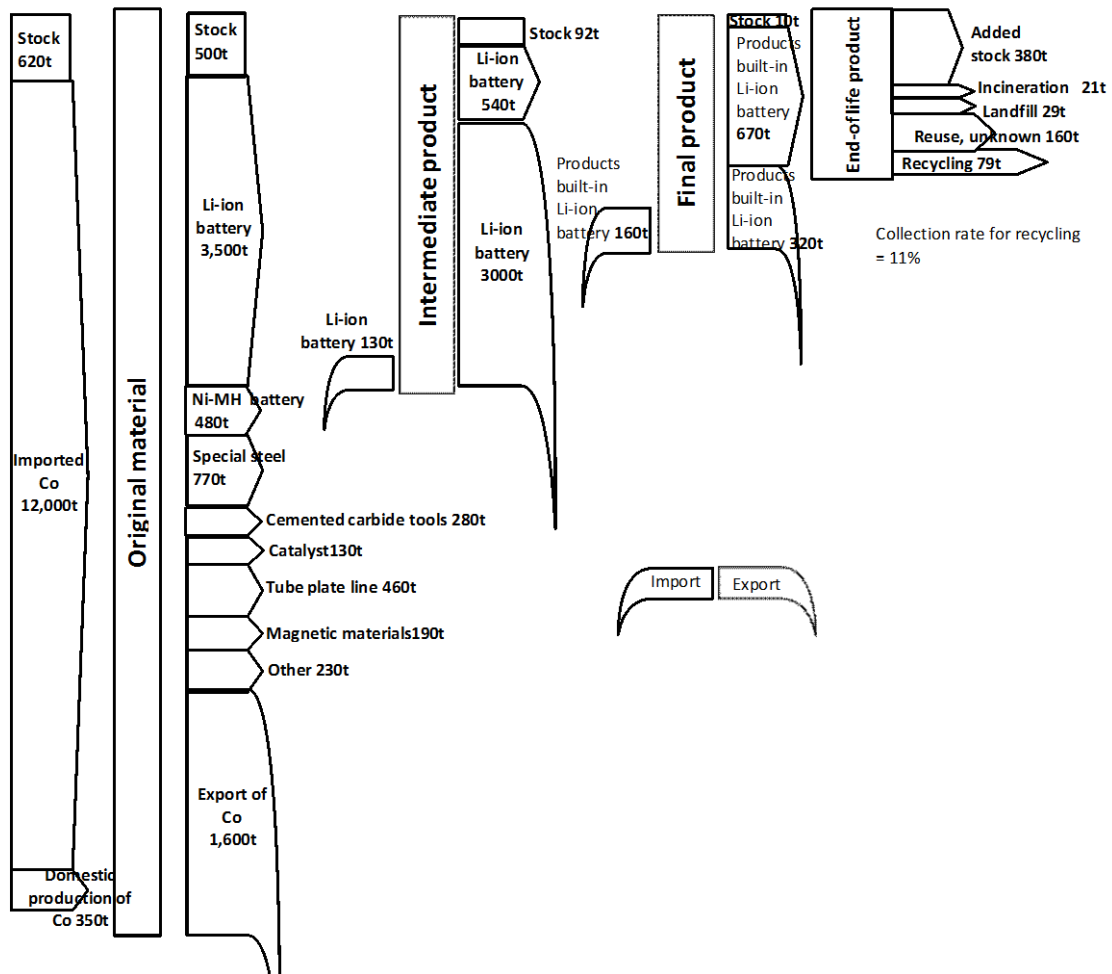 Stock
620t
Imported
Co
12,000t
Domestic
production of
Co 350t
Original material
Stock
500t
Li-ion
battery
3,500t
Ni-MH battery
480t
Special steel
770t
Cemented carbide tools 280t
Catalyst130t
Tube plate line 460t
Magnetic materials190t
Other 230t
Export of
Co
1,600t
Li-ion
battery 130t
Intermediate product
Stock 92t
Li-ion
battery
540t
Li-ion
battery
3000t
Products
built-in
Li-ion
battery 160t
Final product
Stock 10t
Products
built-in
Li-ion
battery
670t
Products
built-in
Li-ion
battery 320t
End-of life product
Added
stock 380t
Incineration 21t
Landfill 29t
Reuse, unknown 160t
Recycling 79t
Collection rate for recycling
= 11%
Import
Export